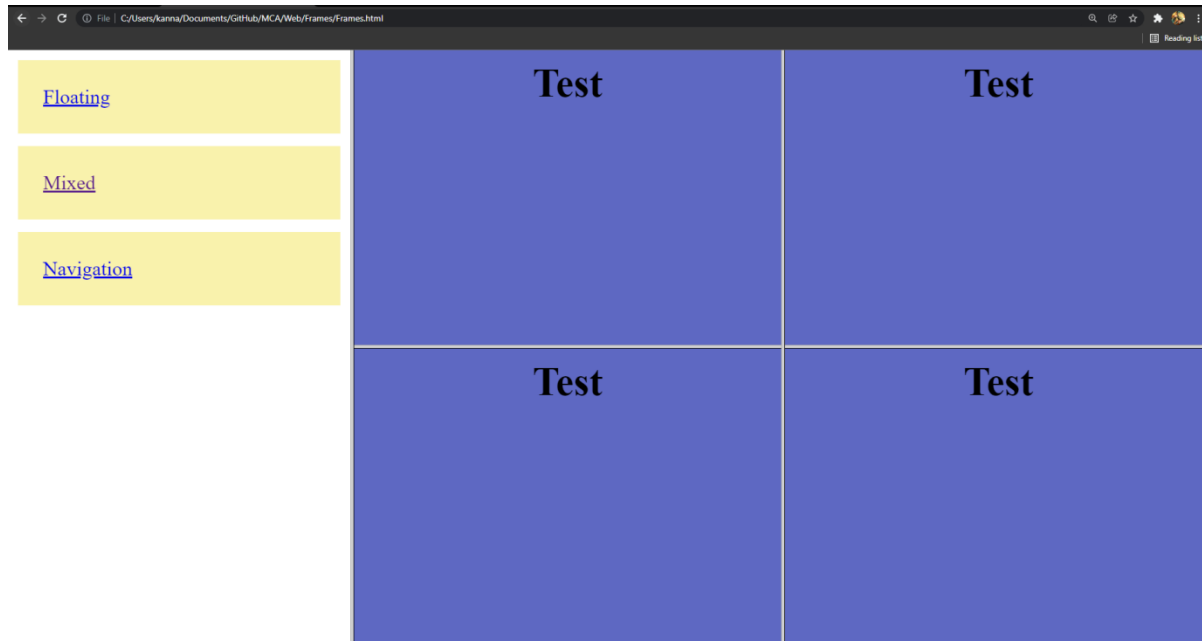 File | C:/Users/kanna/Documents/GitHub/MCA/Web/Frames/Frames.html
Reading list
Floating
Mixed
Navigation
Test
Test
Test
Test